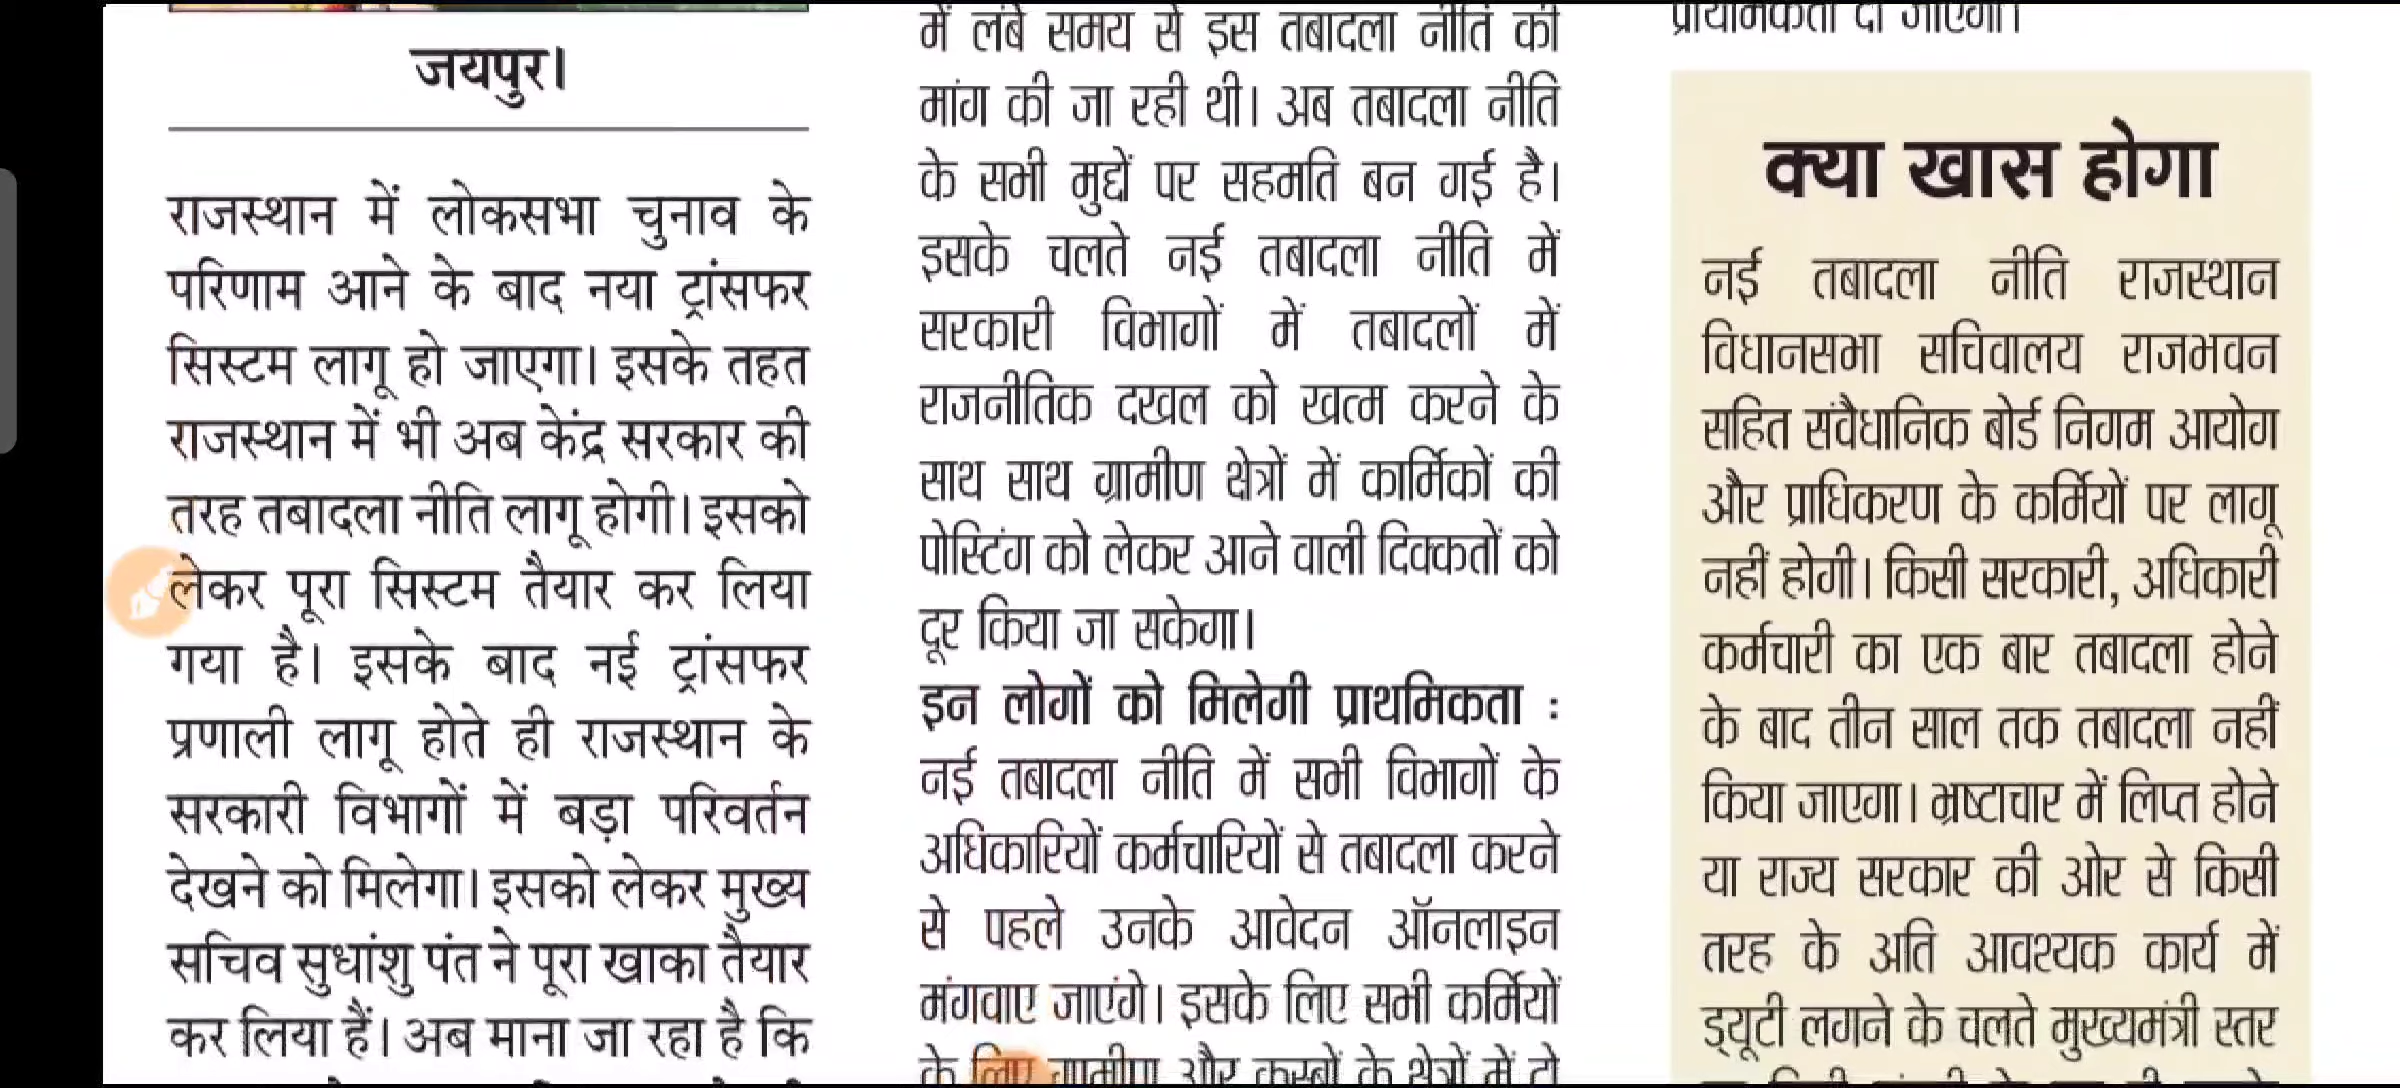 जयपुर।
राजस्थान में लोकसभा चुनाव के
परिणाम आने के बाद नया ट्रांसफर
सिस्टम लागू हो जाएगा। इसके तहत
राजस्थान में भी अब केंद्र सरकार की
तरह तबादला नीति लागू होगी। इसको
लेकर पूरा सिस्टम तैयार कर लिया
गया है। इसके बाद नई ट्रांसफर
प्रणाली लागू होते ही राजस्थान के
सरकारी विभागों में बड़ा परिवर्तन
देखने को मिलेगा। इसको लेकर मुख्य
सचिव सुधांशु पंत ने पूरा खाका तैयार
कर लिया हैं। अब माना जा रहा है कि
में लंबे समय से इस तबादला नीति की
मांग की जा रही थी। अब तबादला नीति
के सभी मुद्दों पर सहमति बन गई है।
इसके चलते नई तबादला नीति में
सरकारी विभागों में तबादलों में
राजनीतिक दखल को खत्म करने के
साथ साथ ग्रामीण क्षेत्रों में कार्मिकों की
पोस्टिंग को लेकर आने वाली दिक्कतों को
दूर किया जा सकेगा।
इन लोगों को मिलेगी प्राथमिकता :
नई तबादला नीति में सभी विभागों के
अधिकारियों कर्मचारियों से तबादला करने
से पहले उनके आवेदन ऑनलाइन
मंगवाए जाएंगे। इसके लिए सभी कर्मियों
के लिए ग्रामीण और कस्बों के क्षेत्रों में दो
प्राथमिकता दी जाएगी।
क्या खास होगा
नई तबादला नीति राजस्थान
विधानसभा सचिवालय राजभवन
सहित संवैधानिक बोर्ड निगम आयोग
और प्राधिकरण के कर्मियों पर लागू
नहीं होगी। किसी सरकारी, अधिकारी
कर्मचारी का एक बार तबादला होने
के बाद तीन साल तक तबादला नहीं
किया जाएगा। भ्रष्टाचार में लिप्त होने
या राज्य सरकार की ओर से किसी
तरह के अति आवश्यक कार्य में
ड्यूटी लगने के चलते मुख्यमंत्री स्तर